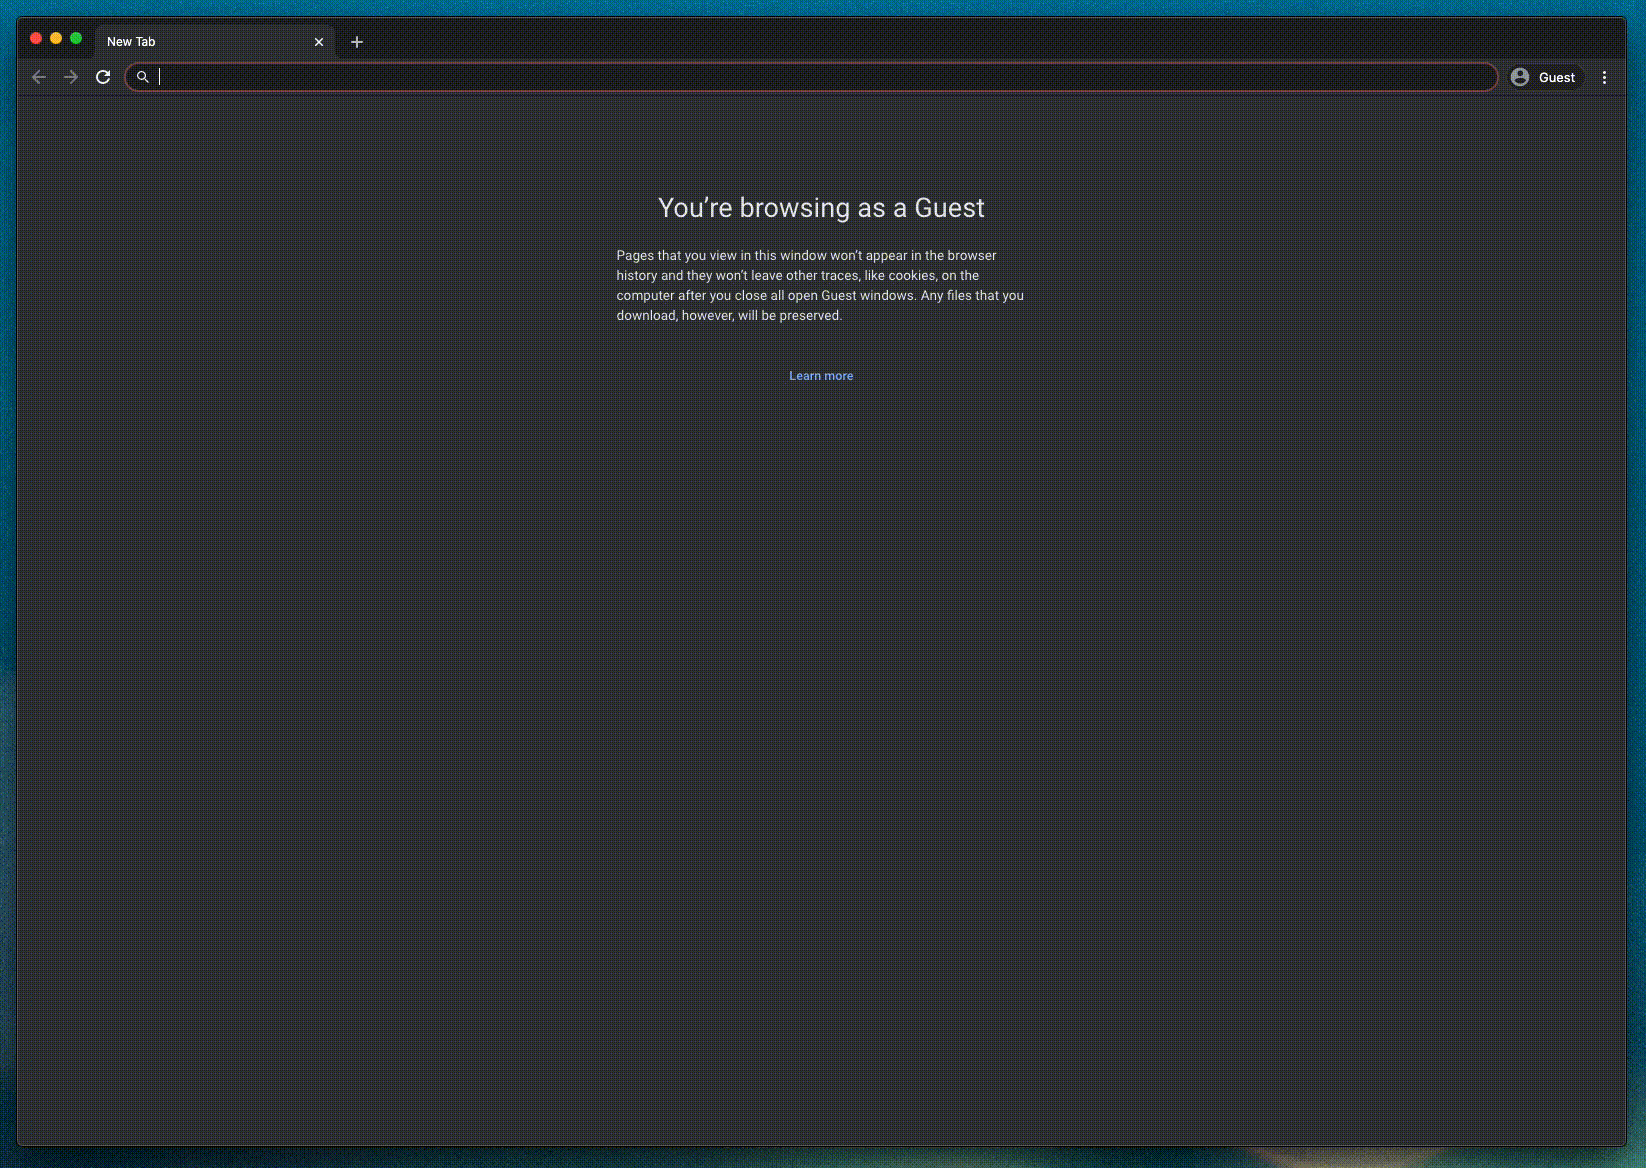 New Tab
Guest
You’re browsing as a Guest
Pages that you view in this window won’t appear in the browser
history and they won’t leave other traces, like cookies, on the
computer after you close all open Guest windows. Any files that you
download, however, will be preserved.
Learn more